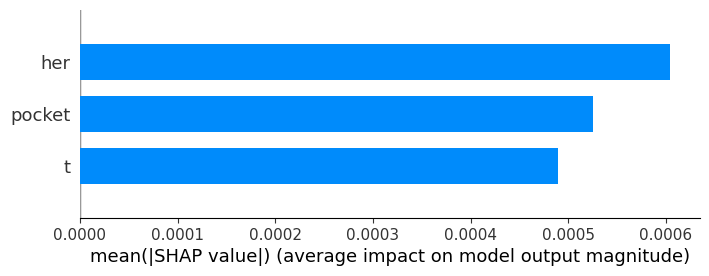 her
pocket
t
0.0000 0.0001 0.0002 0.0003 0.0004 0.0005 0.0006
mean(|SHAP value|) (average impact on model output magnitude)